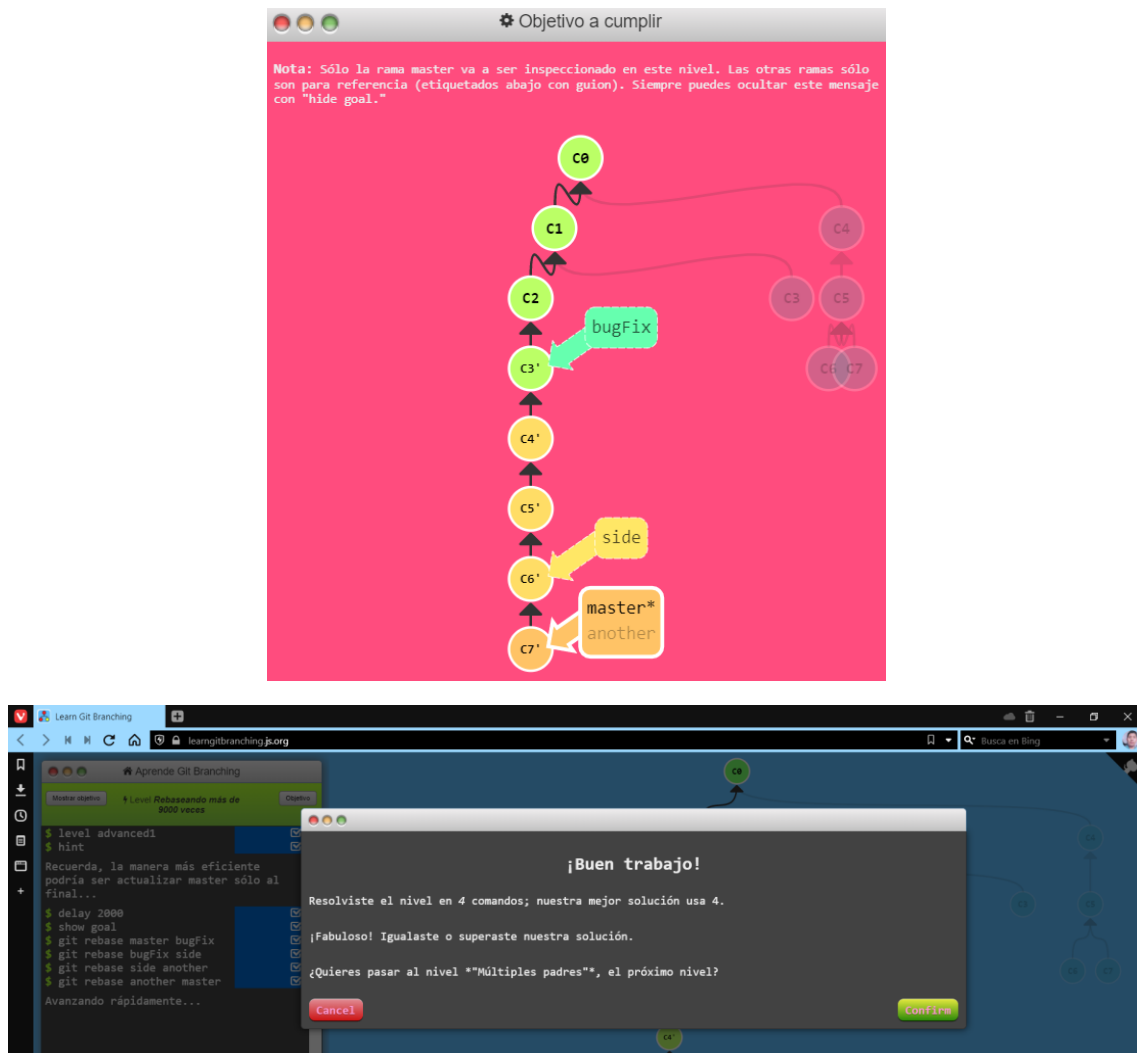 Objetivo a cumplir
Nota: Sólo la rama master va a ser inspeccionado en este nivel. Las otras ramas sólo
son para referencia (etiquetados abajo con guion). Siempre puedes ocultar este mensaje
con "hide goal."
C0
C1
C4
C2
C3
C5
bugFix
C3'
C6
C7
C4'
C5'
side
C6'
master*
another
C7'
Learn Git Branching
learngitbranching.js.org
Busca en Bing
Aprende Git Branching
C0
Mostrar objetivo
Level Rebaseando más de
9000 veces
Objetivo
$ level advanced1
$ hint
Recuerda, la manera más eficiente
podría ser actualizar master sólo al
final...
$ delay 2000
$ show goal
$ git rebase master bugFix
$ git rebase bugFix side
$ git rebase side another
$ git rebase another master
Avanzando rápidamente...
¡Buen trabajo!
Resolviste el nivel en 4 comandos; nuestra mejor solución usa 4.
¡Fabuloso! Igualaste o superaste nuestra solución.
¿Quieres pasar al nivel *"Múltiples padres"*, el próximo nivel?
Cancel
Confirm
C4
C3
C5
C6
C7
C4'